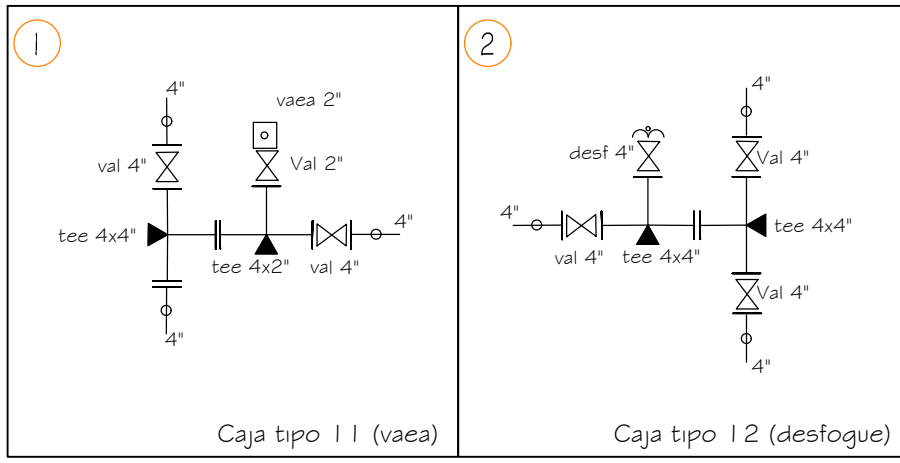 1
4"
vaea 2"
val 4"
Val 2"
4"
tee 4x4"
tee 4x2"
val 4"
4"
Caja tipo 11 (vaea)
2
4"
desf 4"
Val 4"
4"
tee 4x4"
val 4"
tee 4x4"
Val 4"
4"
Caja tipo 12 (desfogue)